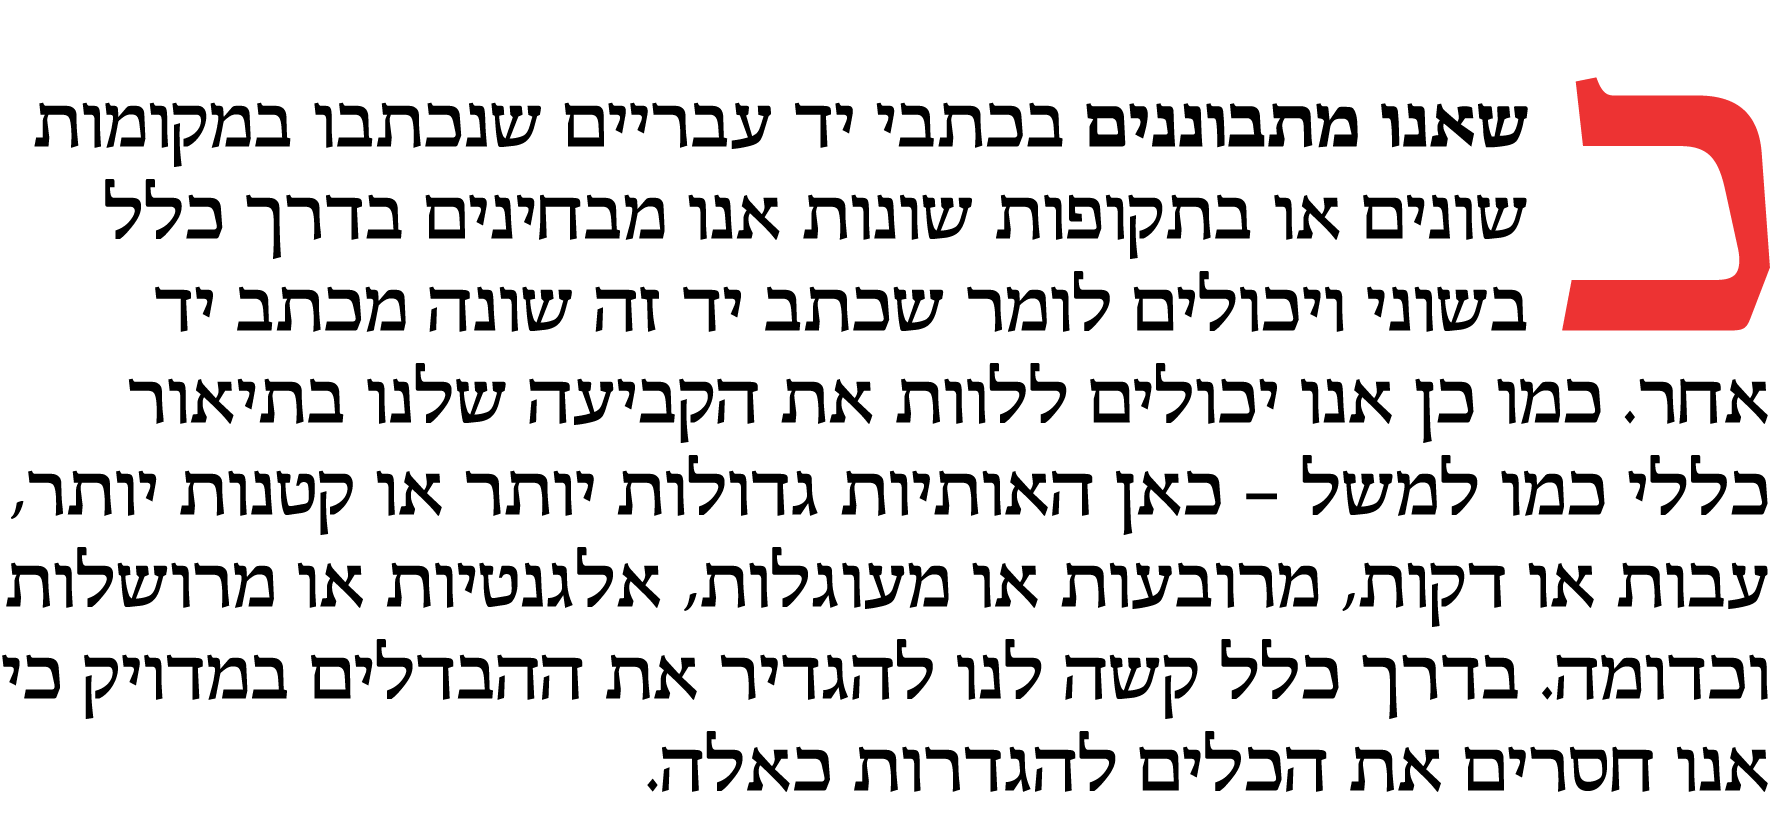 כשאנו מתבוננים בכתבי יד עבריים שנכתבו במקומות
שונים או בתקופות שונות אנו מבחינים בדרך כלל
בשוני ויכולים לומר שכתב יד זה שונה מכתב יד
אחר. כמו כן אנו יכולים ללוות את הקביעה שלנו בתיאור
כללי כמו למשל – כאן האותיות גדולות יותר או קטנות יותר,
עבות או דקות, מרובעות או מעוגלות, אלגנטיות או מרושלות
וכדומה. בדרך כלל קשה לנו להגדיר את ההבדלים במדויק כי
אנו חסרים את הכלים להגדרות כאלה.